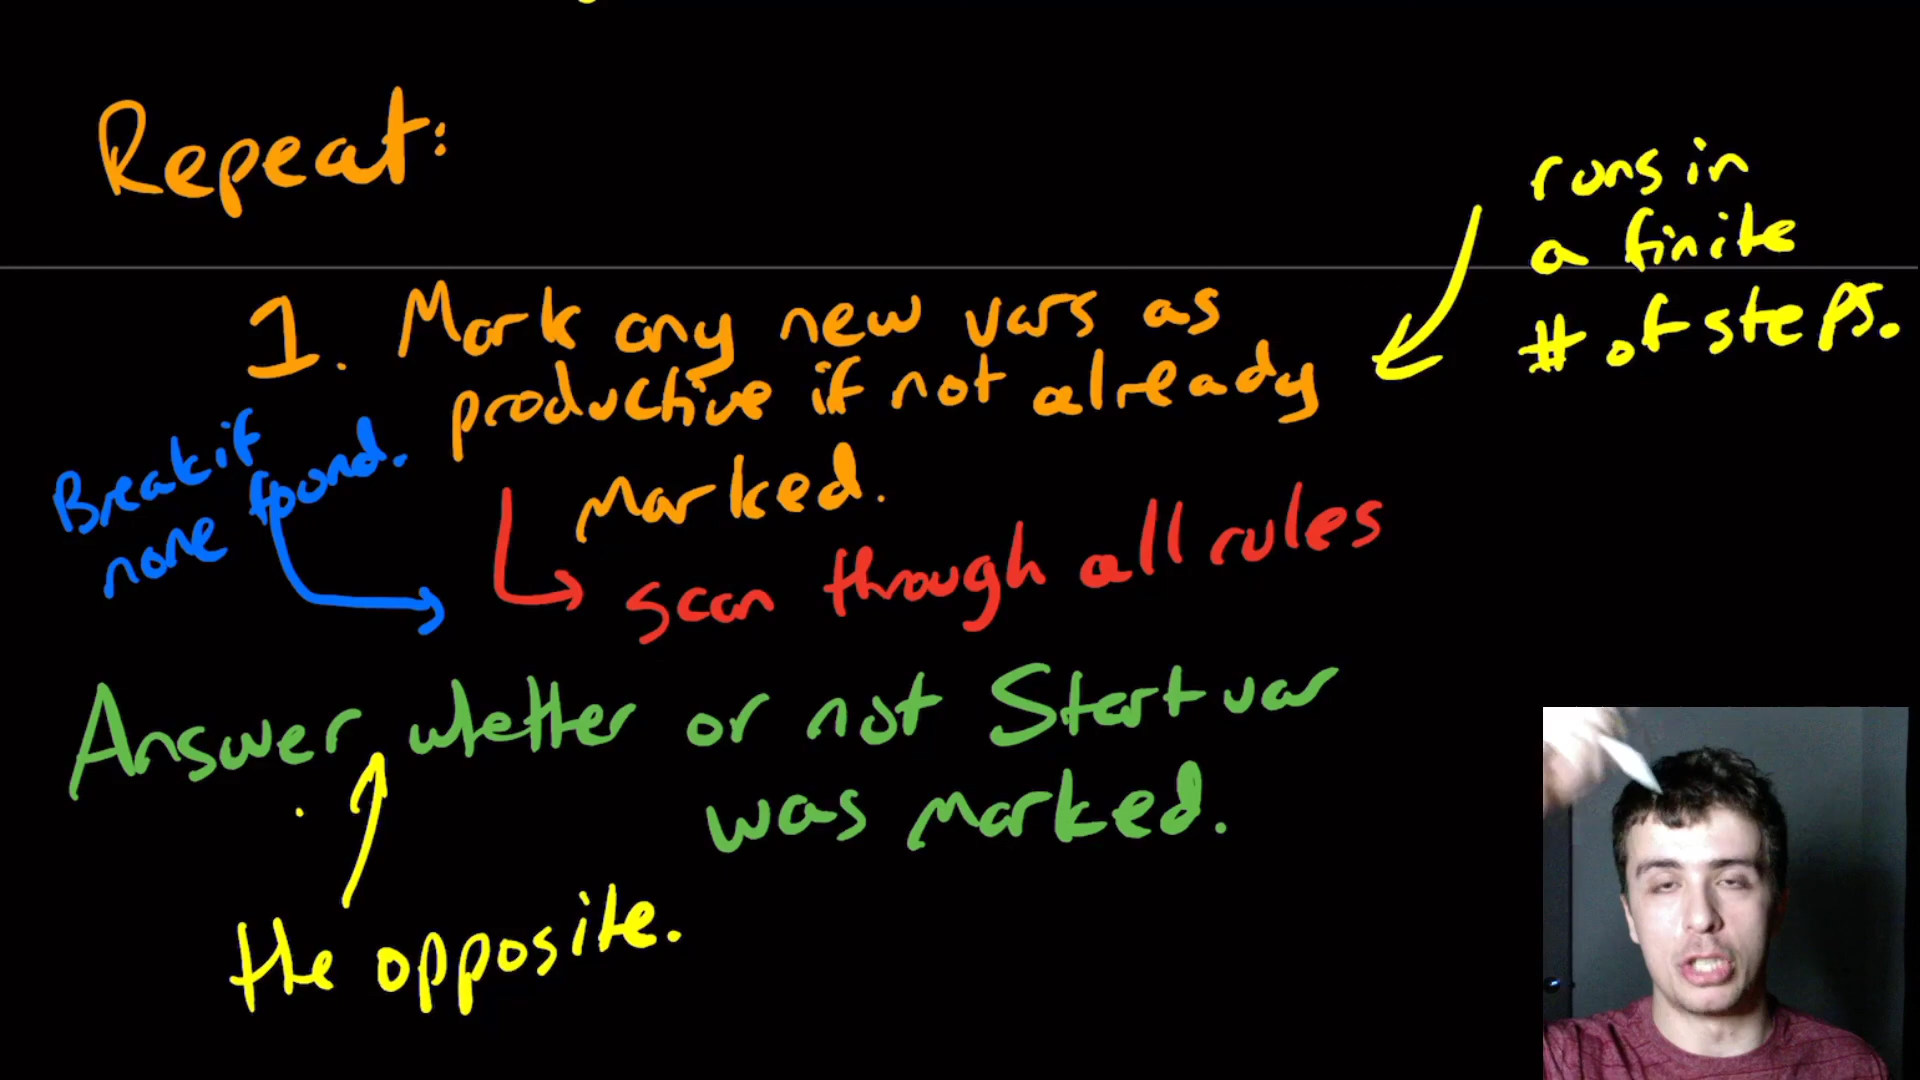 Repeat:
runs in
a finite
# of steps.
1. Mark any new vars as
productive if not already
marked.
Break if
none found.
scan through all rules
Answer whether or not Start var
was marked.
the opposite.